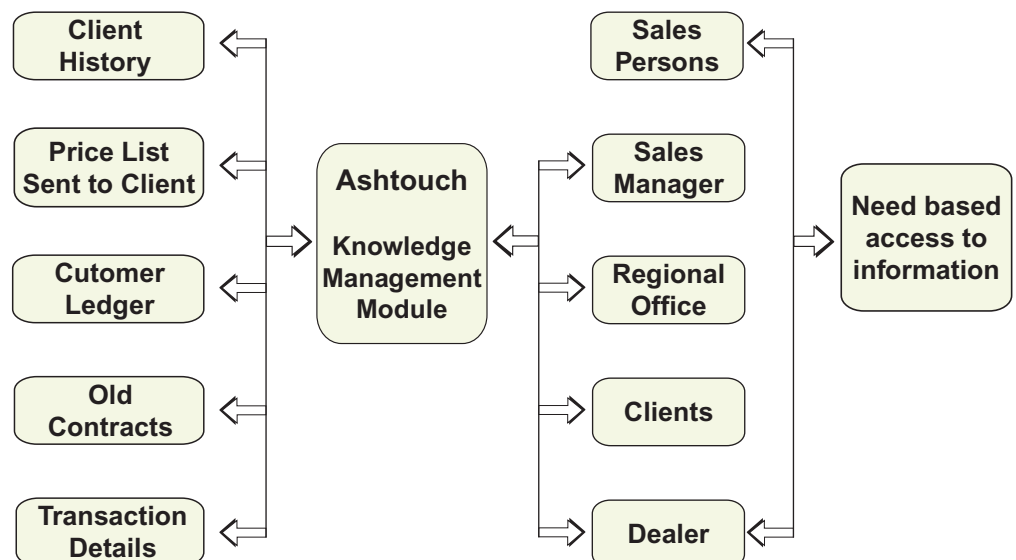 Client
History
Price List
Sent to Client
Cutomer
Ledger
Old
Contracts
Transaction
Details
Ashtouch
Knowledge
Management
Module
Sales
Persons
Sales
Manager
Regional
Office
Clients
Dealer
Need based
access to
information